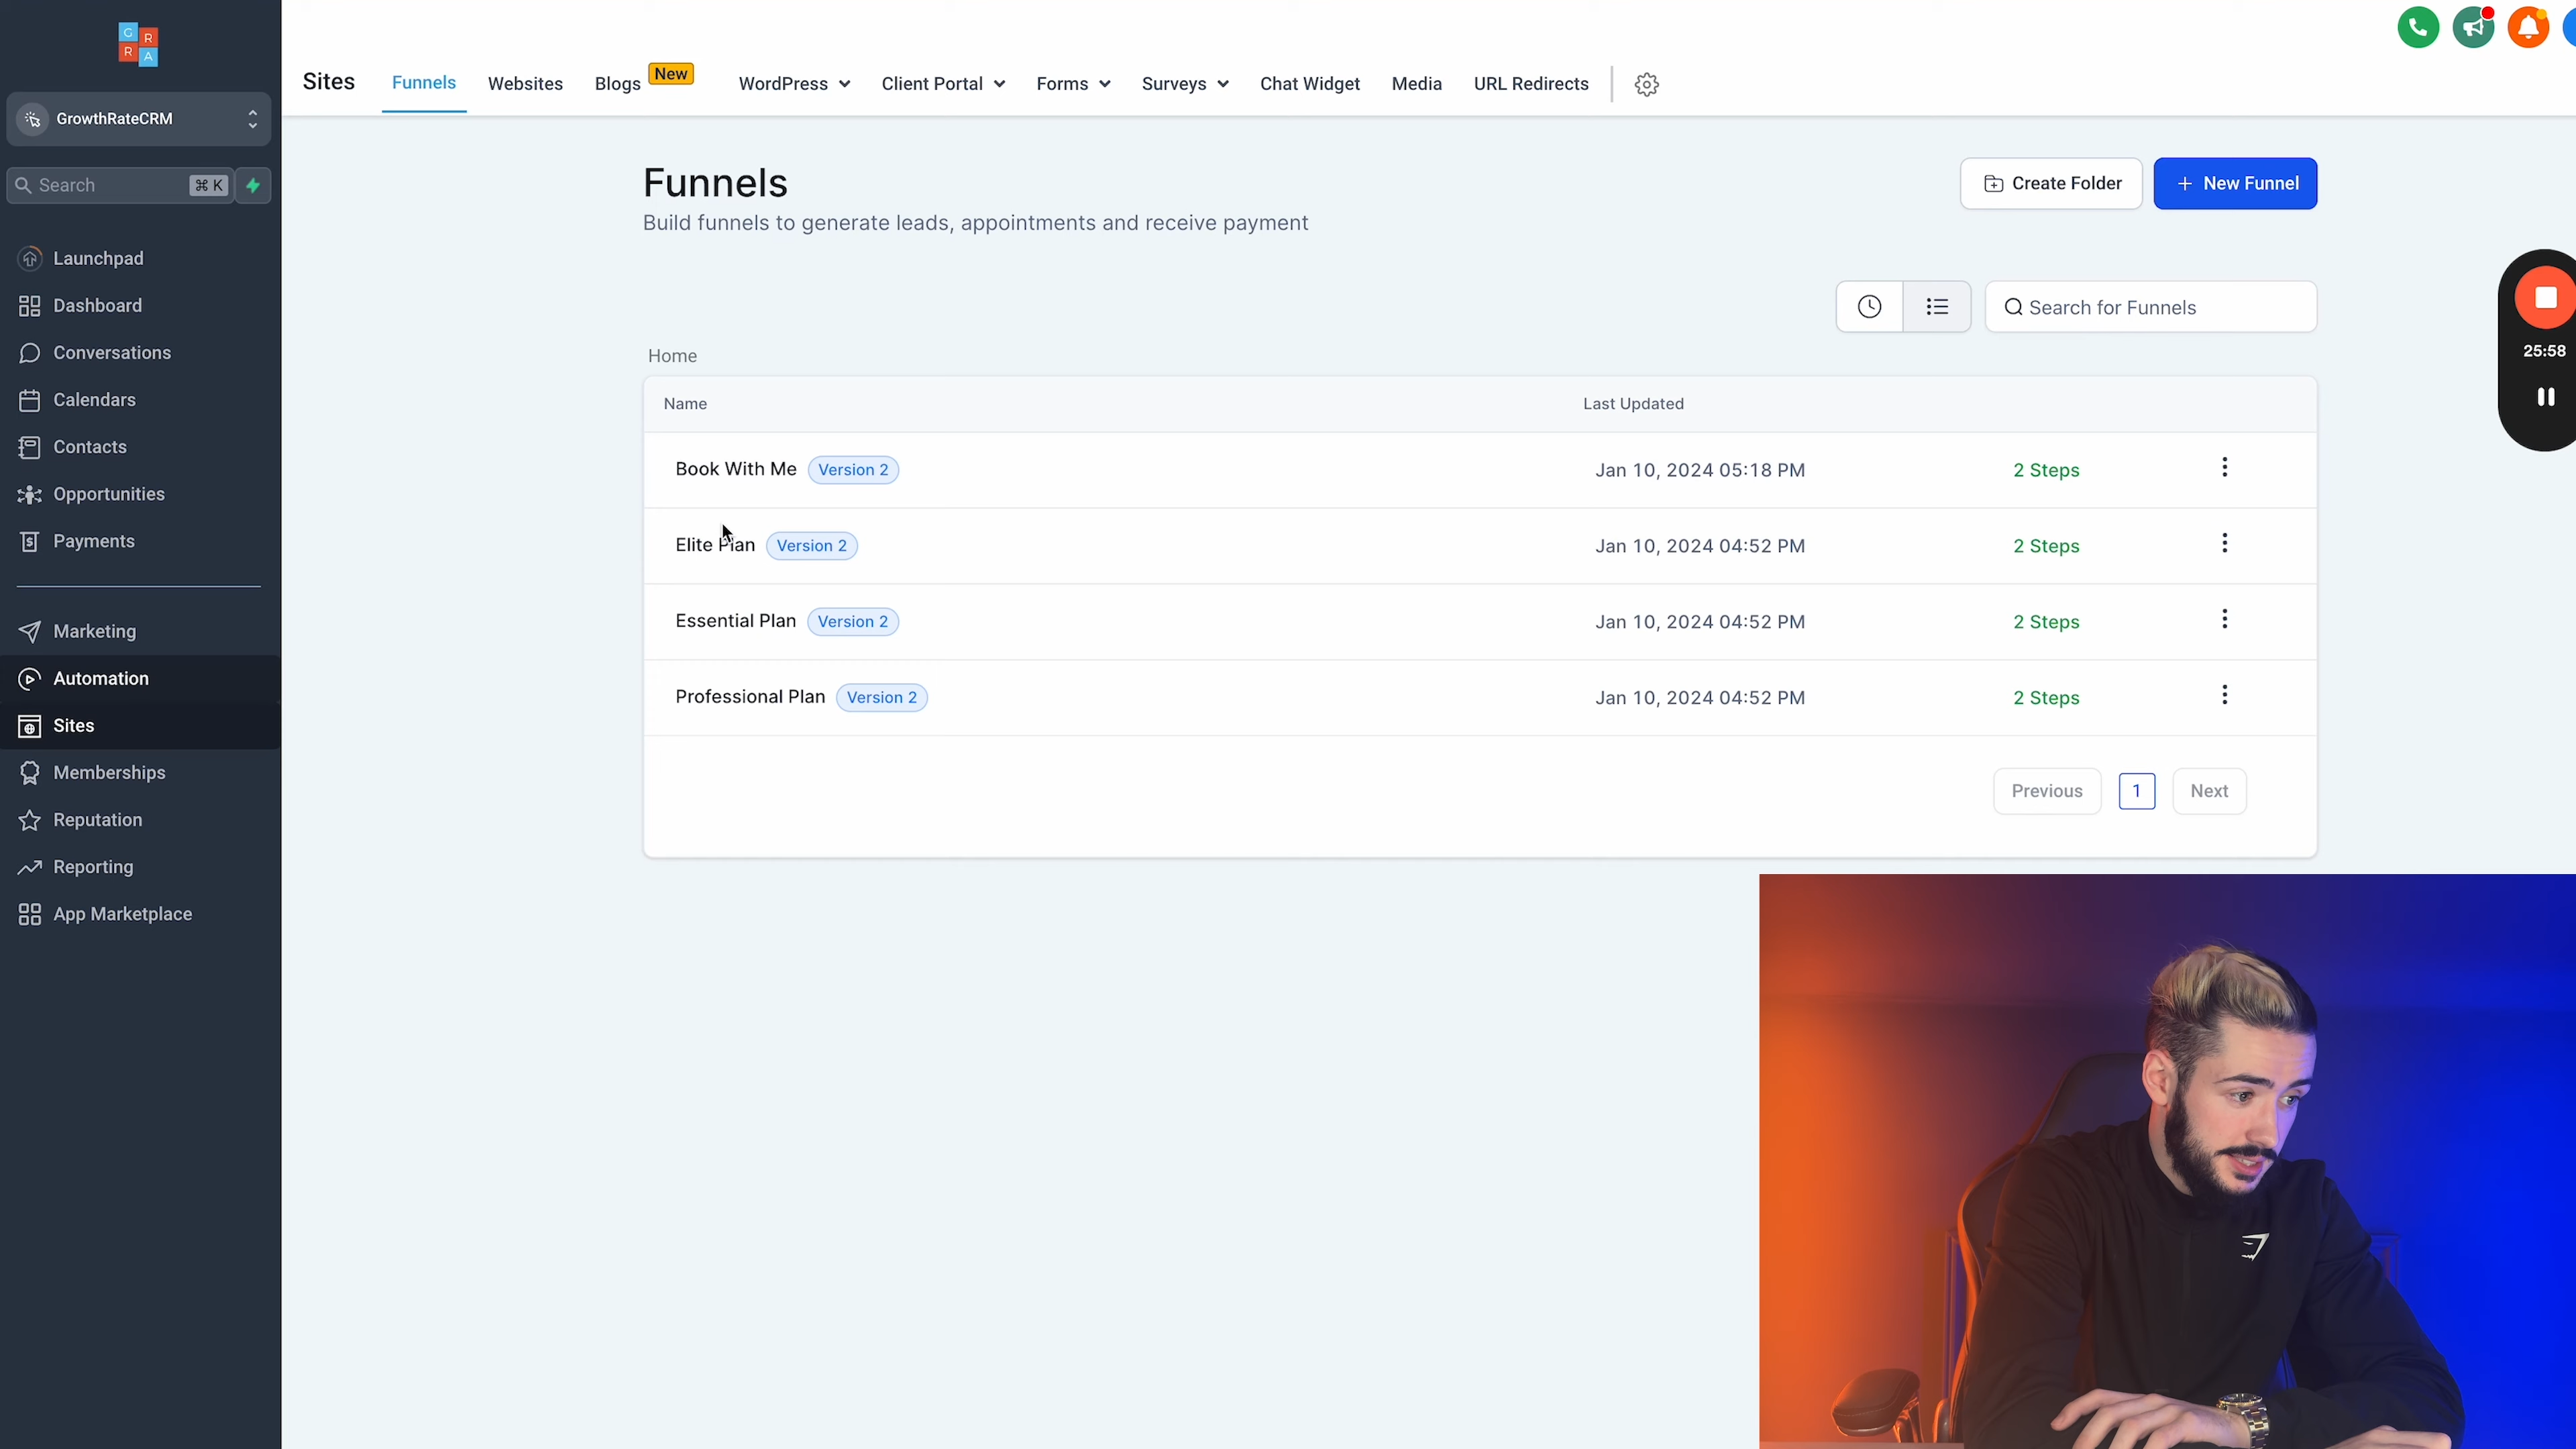 G R
R A
GrowthRateCRM
Search ⌘ K
Launchpad
Dashboard
Conversations
Calendars
Contacts
Opportunities
Payments
Marketing
Automation
Sites
Memberships
Reputation
Reporting
App Marketplace
Sites Funnels Websites Blogs New WordPress Client Portal Forms Surveys Chat Widget Media URL Redirects
Funnels
Build funnels to generate leads, appointments and receive payment
Create Folder
+ New Funnel
Search for Funnels
25:58
Home
Name Last Updated
Book With Me Version 2 Jan 10, 2024 05:18 PM 2 Steps
Elite Plan Version 2 Jan 10, 2024 04:52 PM 2 Steps
Essential Plan Version 2 Jan 10, 2024 04:52 PM 2 Steps
Professional Plan Version 2 Jan 10, 2024 04:52 PM 2 Steps
Previous 1 Next